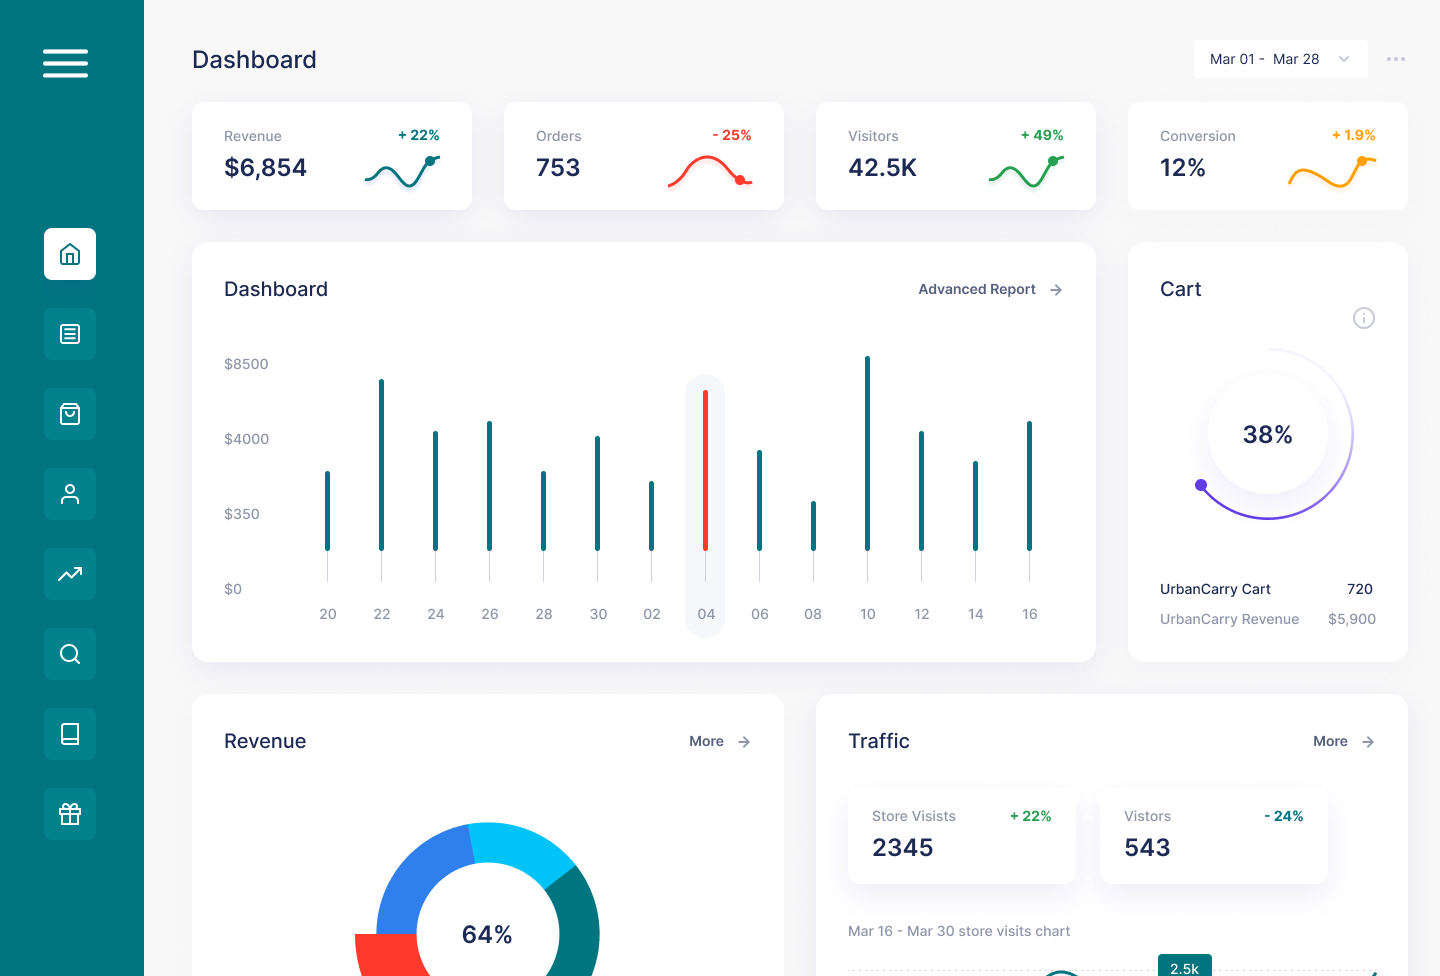 Dashboard
Mar 01 - Mar 28
Revenue
+ 22%
$6,854
Orders
- 25%
753
Visitors
+ 49%
42.5K
Conversion
+ 1.9%
12%
Dashboard
Advanced Report
$8500
$4000
$350
$0
20 22 24 26 28 30 02 04 06 08 10 12 14 16
Cart
38%
UrbanCarry Cart 720
UrbanCarry Revenue $5,900
Revenue
More
64%
Traffic
More
Store Visists
+ 22%
2345
Vistors
- 24%
543
Mar 16 - Mar 30 store visits chart
2.5k